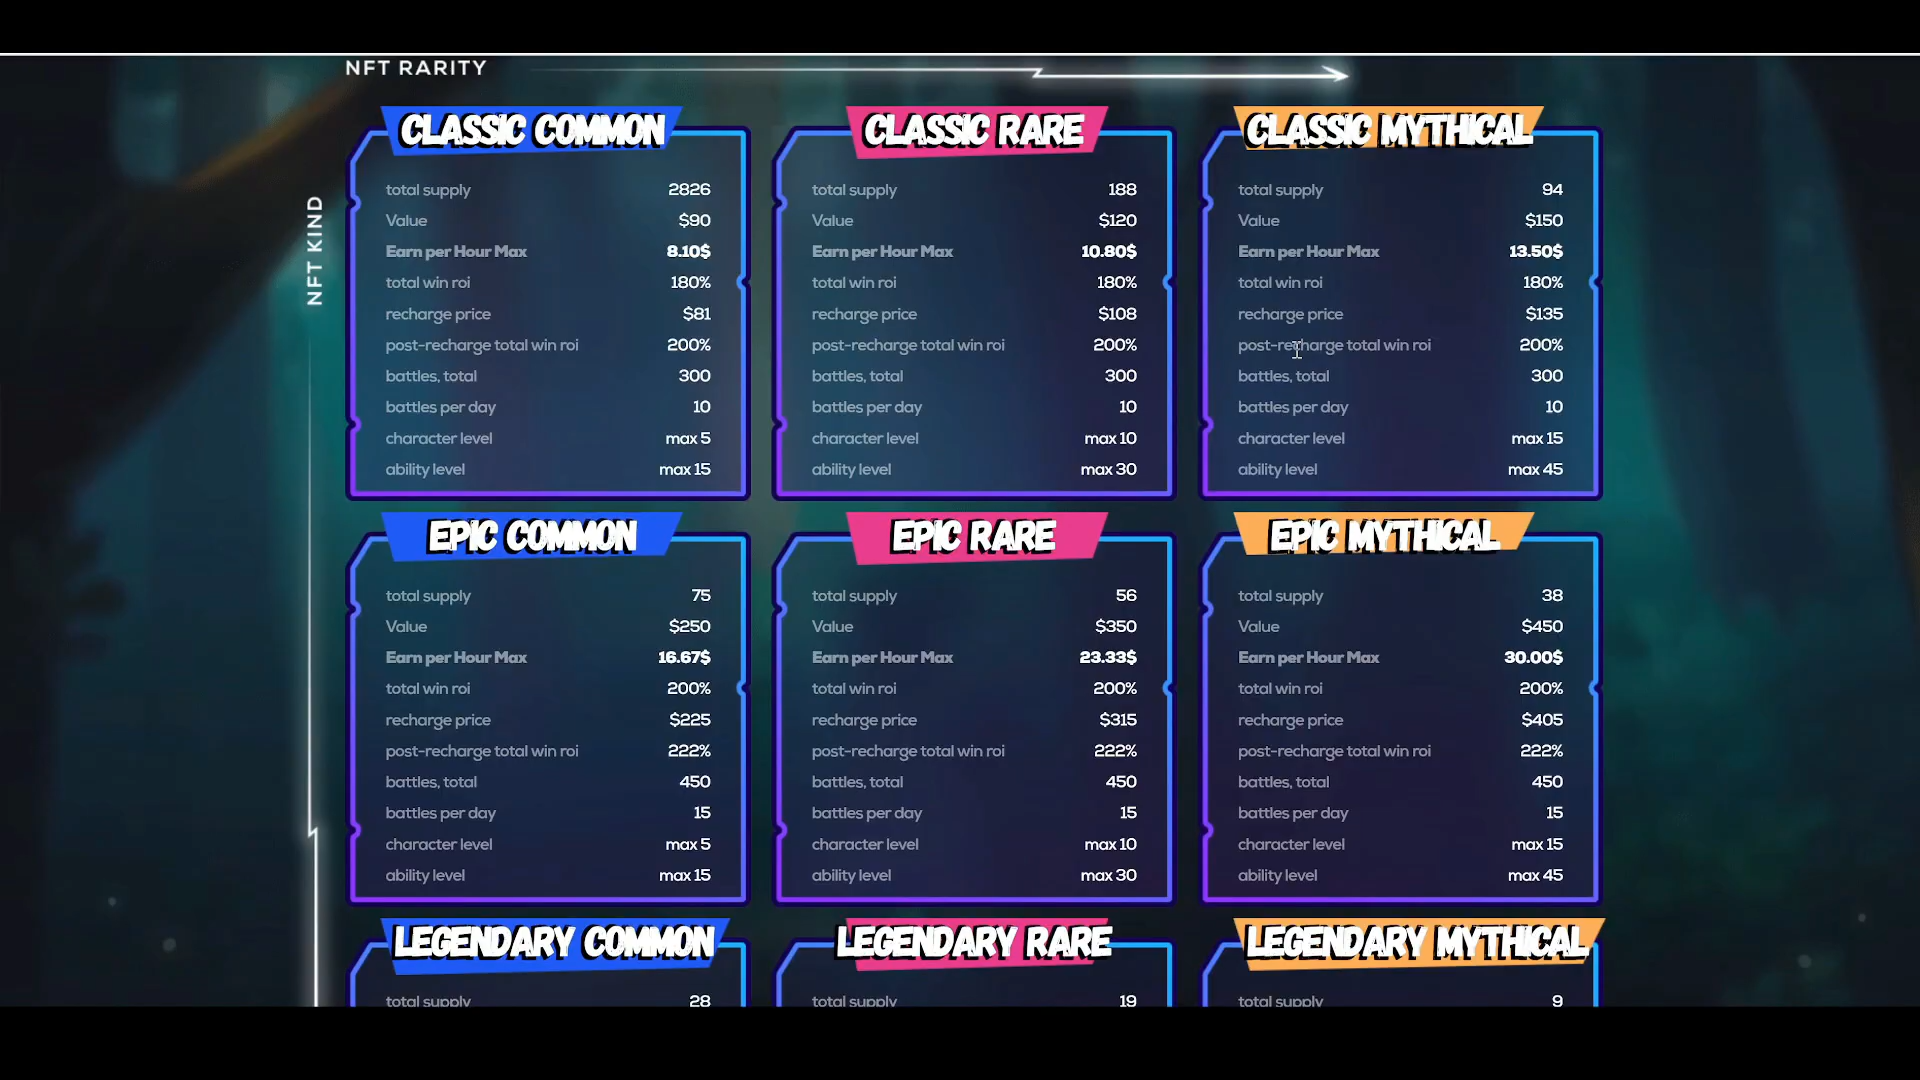 NFT RARITY
NFT KIND
CLASSIC COMMON
total supply 2826
Value $90
Earn per Hour Max 8.10$
total win roi 180%
recharge price $81
post-recharge total win roi 200%
battles, total 300
battles per day 10
character level max 5
ability level max 15
CLASSIC RARE
total supply 188
Value $120
Earn per Hour Max 10.80$
total win roi 180%
recharge price $108
post-recharge total win roi 200%
battles, total 300
battles per day 10
character level max 10
ability level max 30
CLASSIC MYTHICAL
total supply 94
Value $150
Earn per Hour Max 13.50$
total win roi 180%
recharge price $135
post-recharge total win roi 200%
battles, total 300
battles per day 10
character level max 15
ability level max 45
EPIC COMMON
total supply 75
Value $250
Earn per Hour Max 16.67$
total win roi 200%
recharge price $225
post-recharge total win roi 222%
battles, total 450
battles per day 15
character level max 5
ability level max 15
EPIC RARE
total supply 56
Value $350
Earn per Hour Max 23.33$
total win roi 200%
recharge price $315
post-recharge total win roi 222%
battles, total 450
battles per day 15
character level max 10
ability level max 30
EPIC MYTHICAL
total supply 38
Value $450
Earn per Hour Max 30.00$
total win roi 200%
recharge price $405
post-recharge total win roi 222%
battles, total 450
battles per day 15
character level max 15
ability level max 45
LEGENDARY COMMON
total supply 28
LEGENDARY RARE
total supply 19
LEGENDARY MYTHICAL
total supply 9